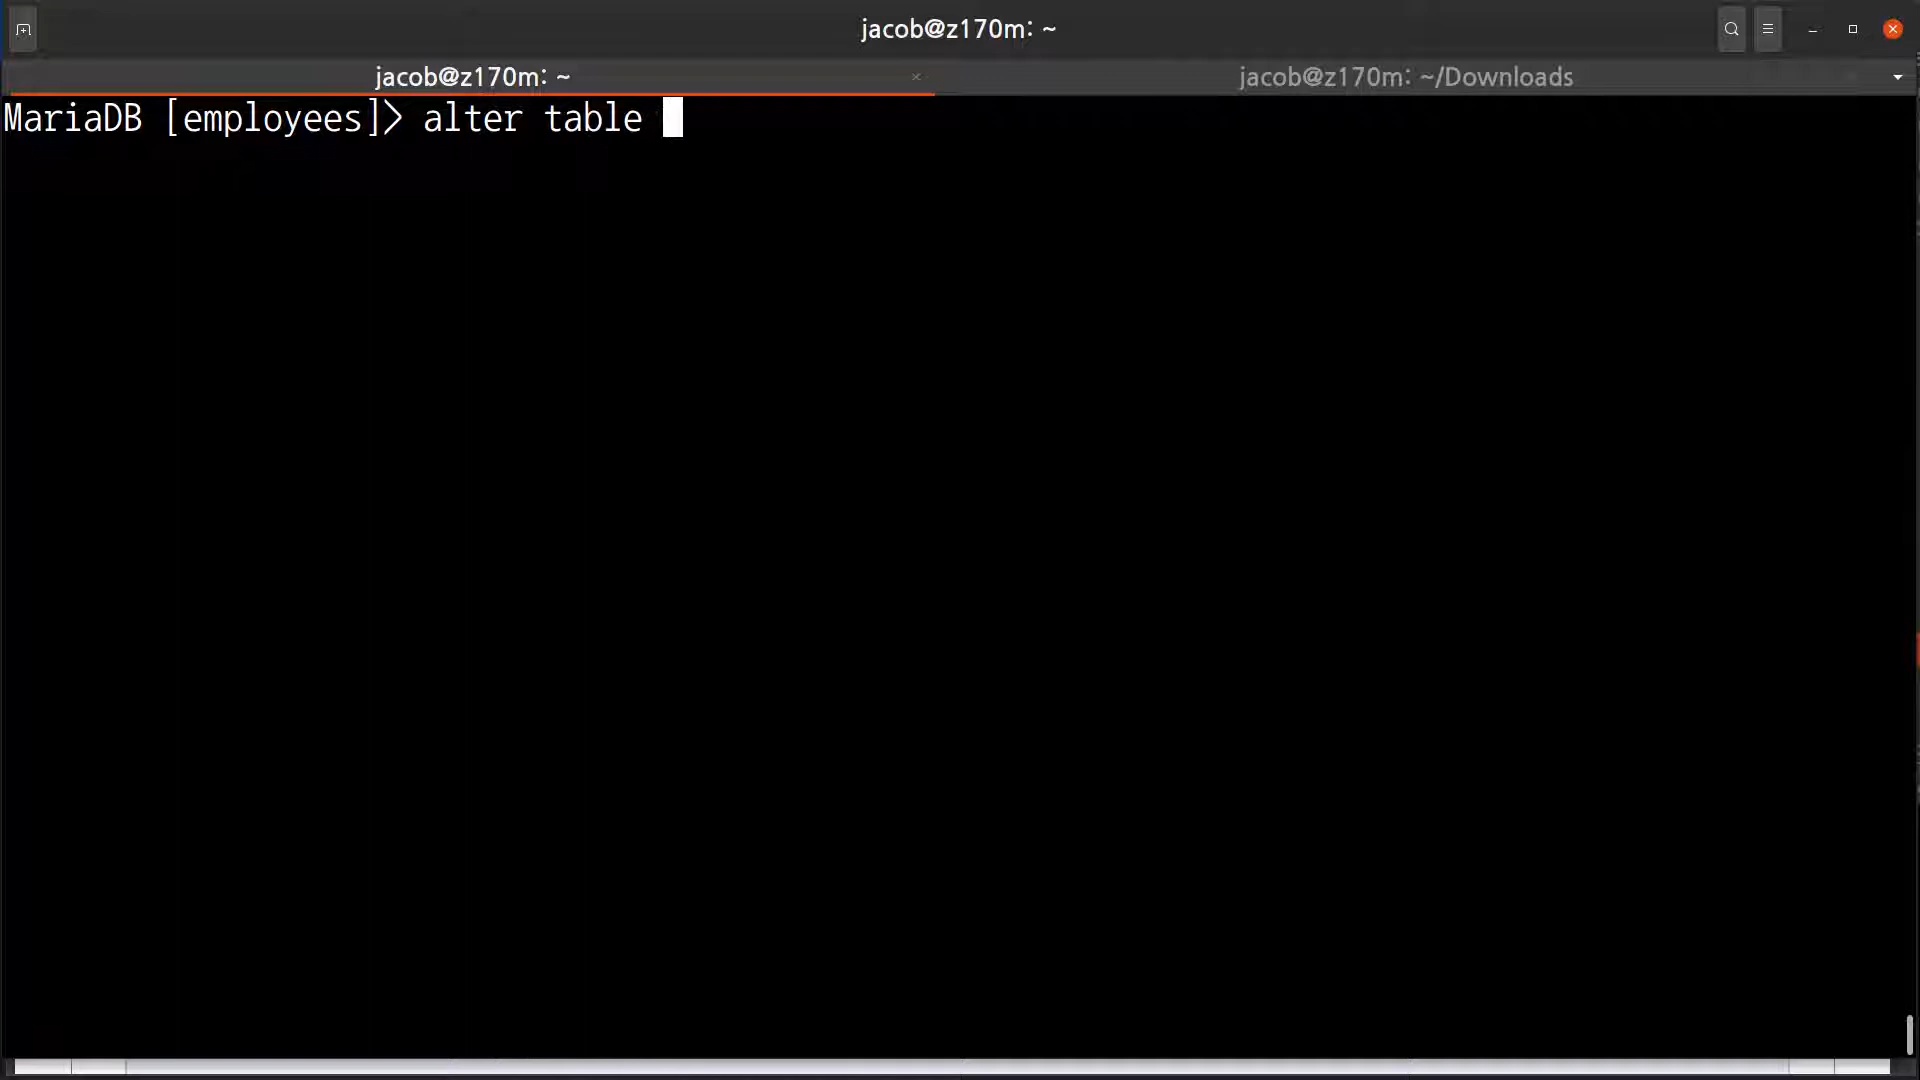 jacob@z170m: ~
jacob@z170m: ~
jacob@z170m: ~/Downloads
MariaDB [employees]> alter table